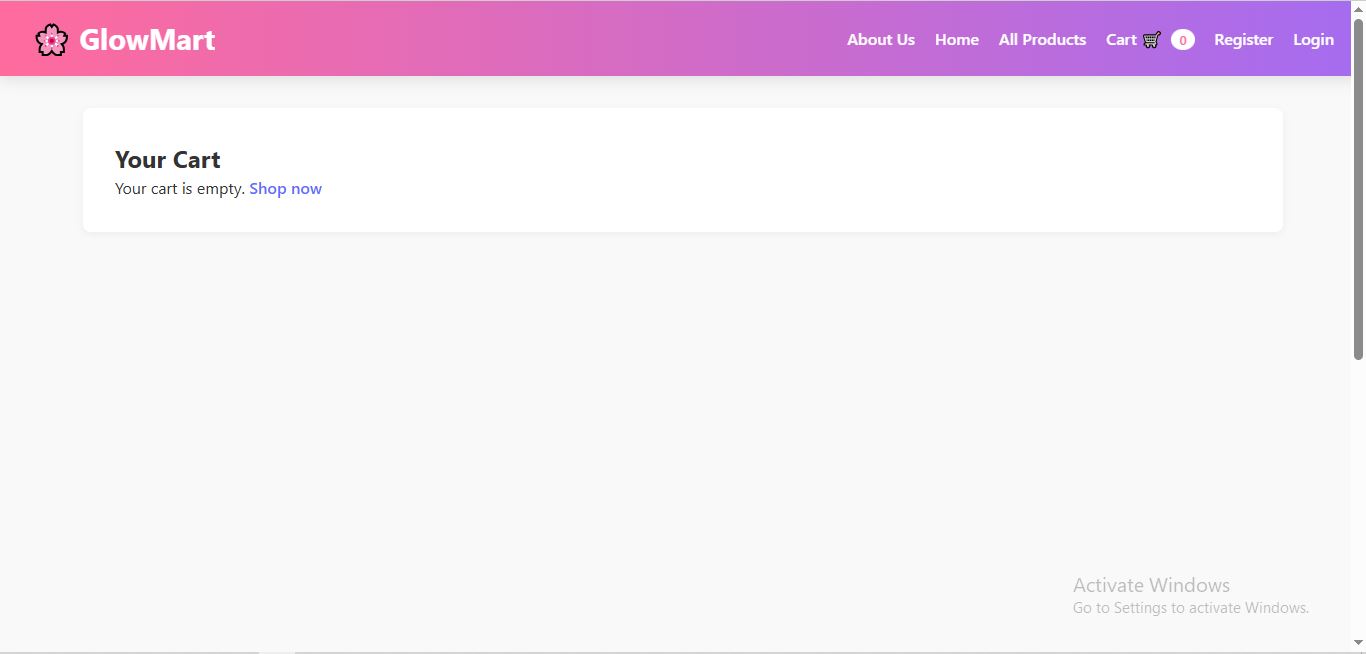 GlowMart
About Us Home All Products Cart 🛒 0 Register Login
Your Cart
Your cart is empty. Shop now
Activate Windows
Go to Settings to activate Windows.